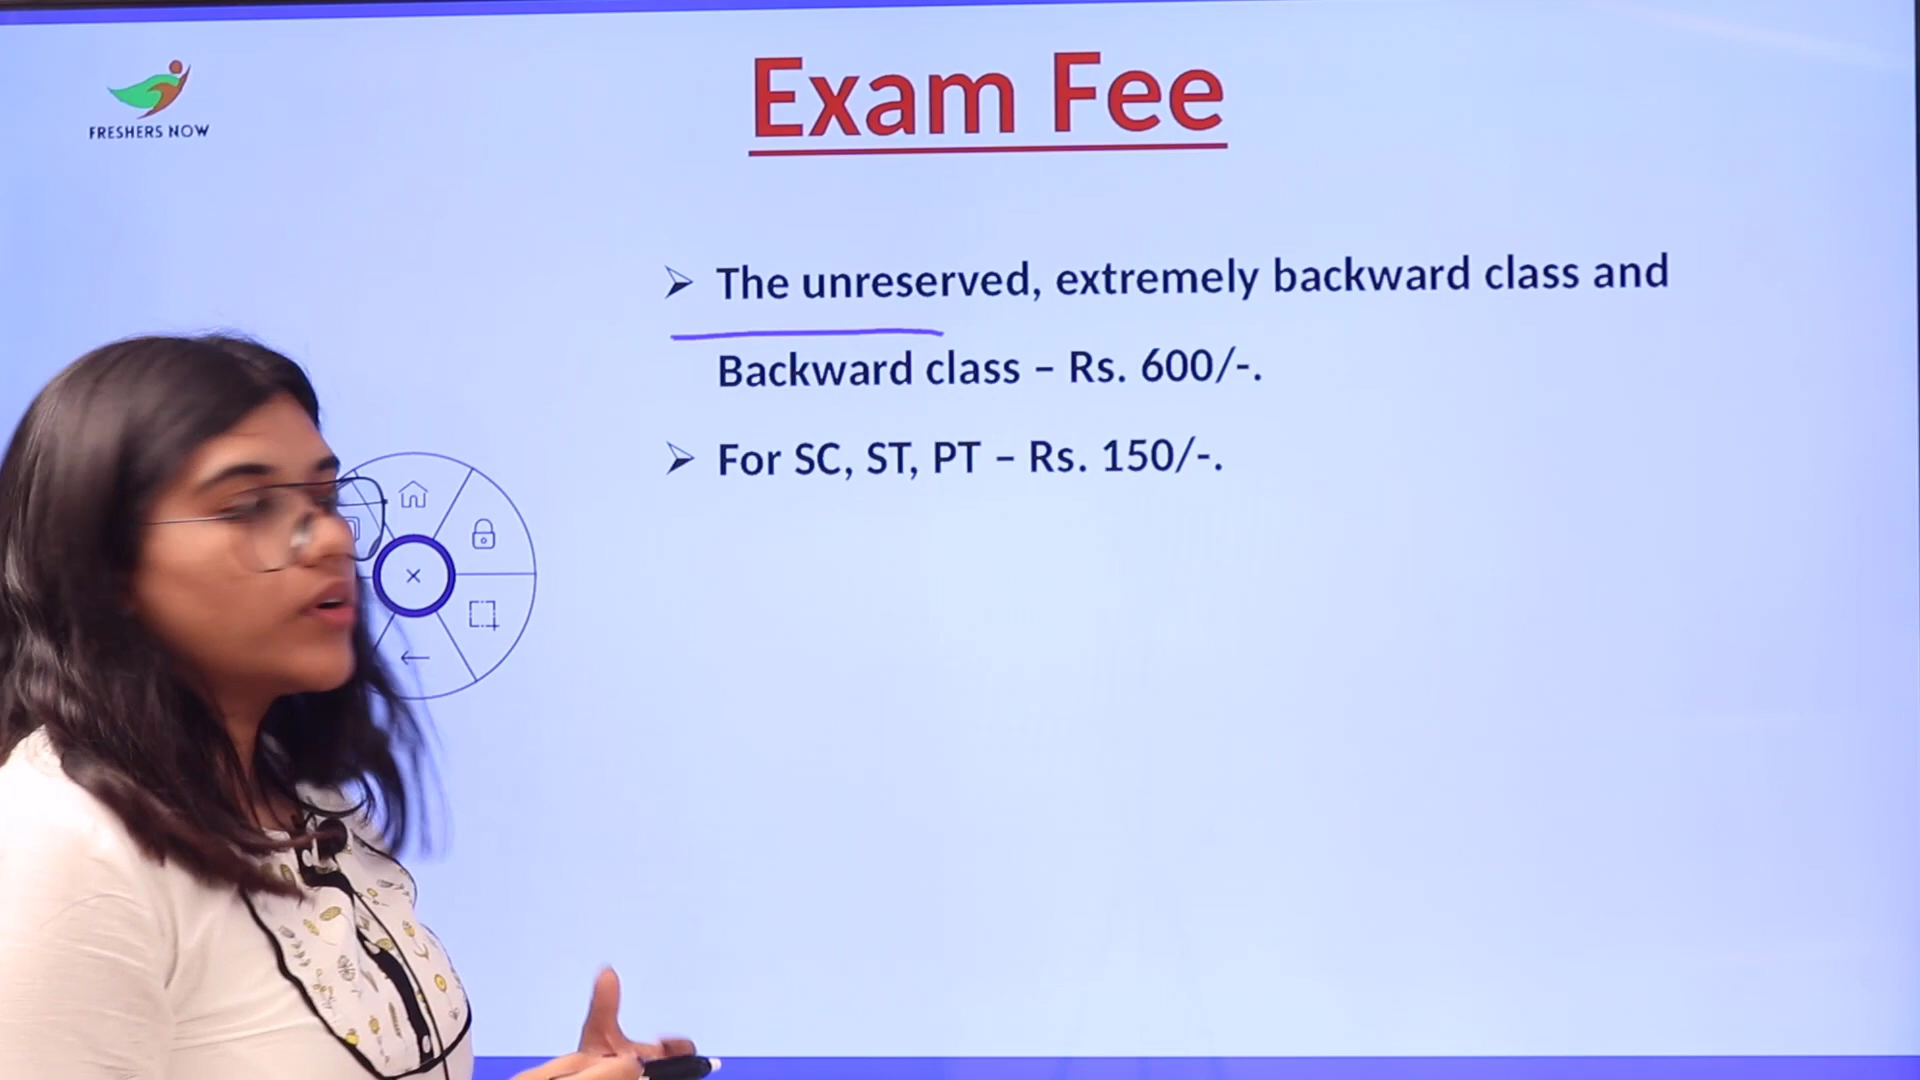 FRESHERS NOW
Exam Fee
➢ The unreserved, extremely backward class and
Backward class – Rs. 600/-.
➢ For SC, ST, PT – Rs. 150/-.